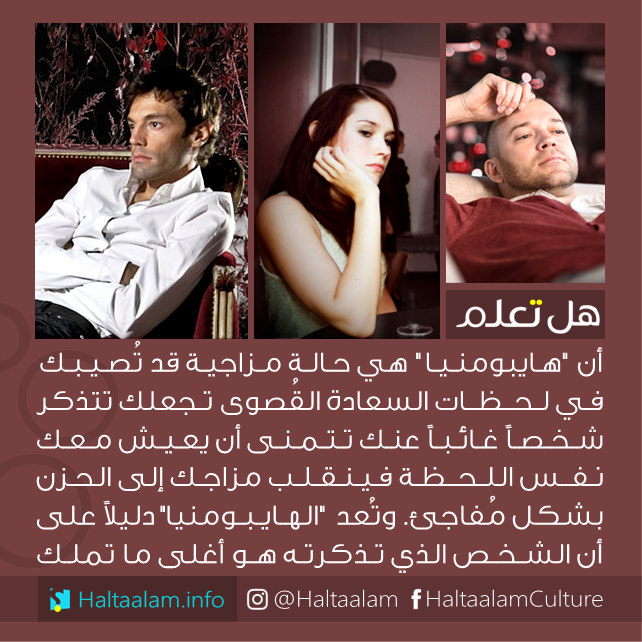 هل تعلم
أن "هايبومنيا" هي حالة مزاجية قد تُصيبك
في لحظات السعادة القُصوى تجعلك تتذكر
شخصاً غائباً عنك تتمنى أن يعيش معك
نفس اللحظة فينقلب مزاجك إلى الحزن
بشكل مُفاجئ. وتُعد "الهايبومنيا" دليلاً على
أن الشخص الذي تذكرته هو أغلى ما تملك
Haltaalam.info @Haltaalam HaltaalamCulture